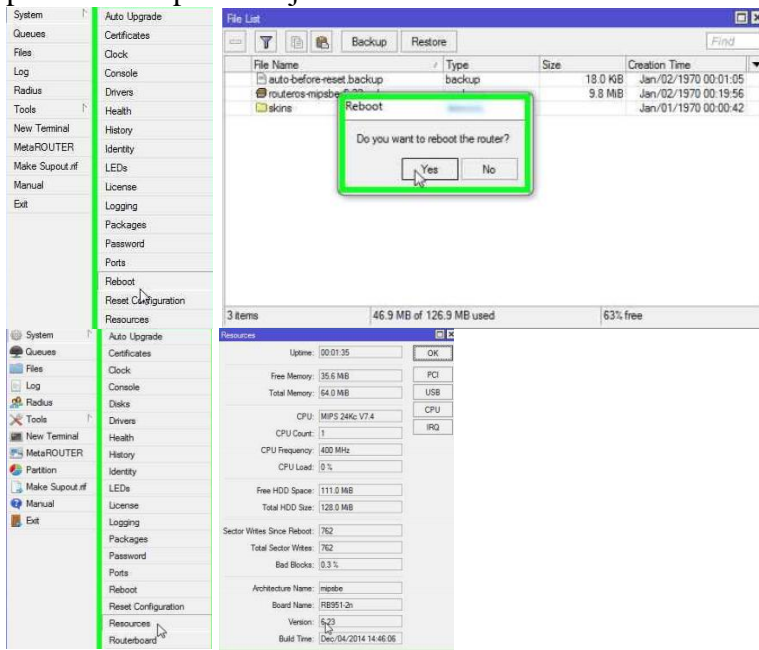 System
Queues
Files
Log
Radius
Tools
New Terminal
MetaROUTER
Make Supout.rif
Manual
Exit
Auto Upgrade
Certificates
Clock
Console
Drivers
Health
History
Identity
LEDs
License
Logging
Packages
Password
Ports
Reboot
Reset Configuration
Resources
File List
Backup Restore Find
File Name Type Size Creation Time
auto-before-reset.backup backup 18.0 KiB Jan/02/1970 00:01:05
9.8 MiB Jan/02/1970 00:19:56
skins Jan/01/1970 00:00:42
Reboot
Do you want to reboot the router?
Yes No
3 items 46.9 MB of 126.9 MB used 63% free
System
Queues
Files
Log
Radius
Tools
New Terminal
MetaROUTER
Partition
Make Supout.rif
Manual
Exit
Auto Upgrade
Certificates
Clock
Console
Disks
Drivers
Health
History
Identity
LEDs
License
Logging
Packages
Password
Ports
Reboot
Reset Configuration
Resources
Routerboard
Resources
Uptime: 00:01:35 OK
Free Memory: 35.6 MiB PCI
Total Memory: 64.0 MiB USB
CPU: MIPS 24Kc V7.4 CPU
CPU Count: 1 IRQ
CPU Frequency: 400 MHz
CPU Load: 0 %
Free HDD Space: 111.0 MiB
Total HDD Size: 128.0 MiB
Sector Writes Since Reboot: 762
Total Sector Writes: 762
Bad Blocks: 0.3 %
Architecture Name: mipsbe
Board Name: RB951-2n
Version: 6.23
Build Time: Dec/04/2014 14:46:06